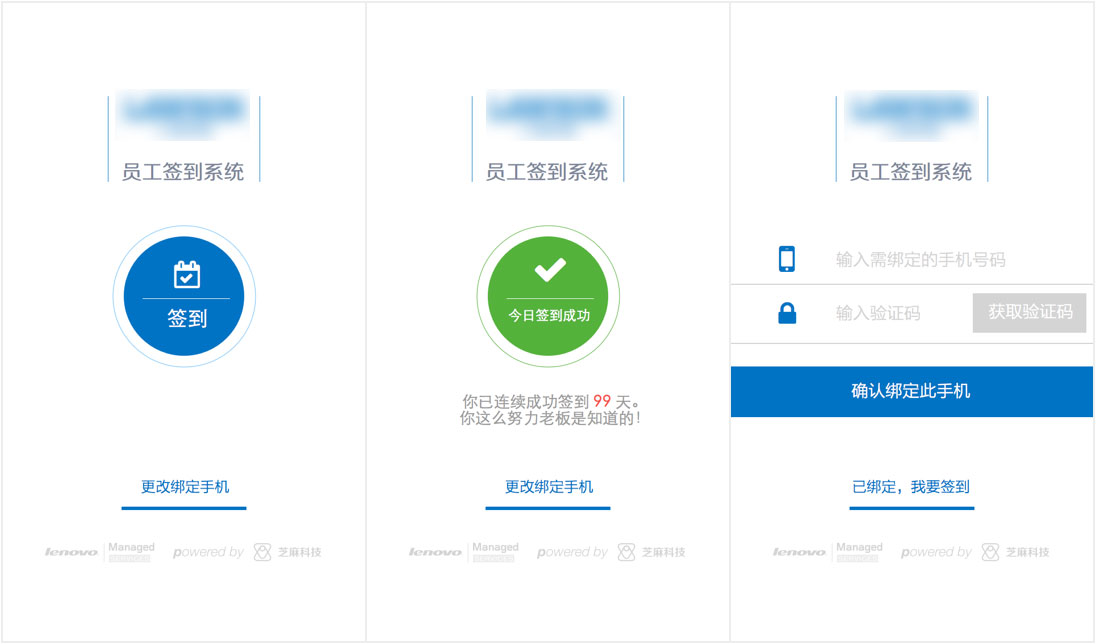 员工签到系统
签到
更改绑定手机
lenovo Managed SERVICES powered by 芝麻科技
员工签到系统
今日签到成功
你已连续成功签到 99 天。
你这么努力老板是知道的！
更改绑定手机
lenovo Managed SERVICES powered by 芝麻科技
员工签到系统
输入需绑定的手机号码
输入验证码 获取验证码
确认绑定此手机
已绑定，我要签到
lenovo Managed SERVICES powered by 芝麻科技